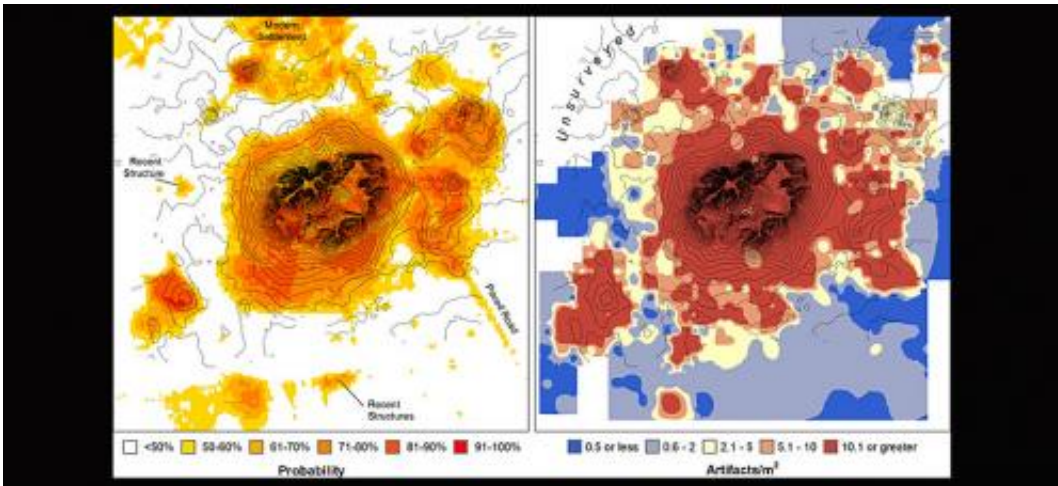 Modern
Settlement
Recent
Structure
Paved Road
Recent
Structures
<50% 50-60% 61-70% 71-80% 81-90% 91-100%
Probability
Unsurveyed
0.5 or less 0.6 - 2 2.1 - 5 5.1 - 10 10.1 or greater
Artifacts/m²